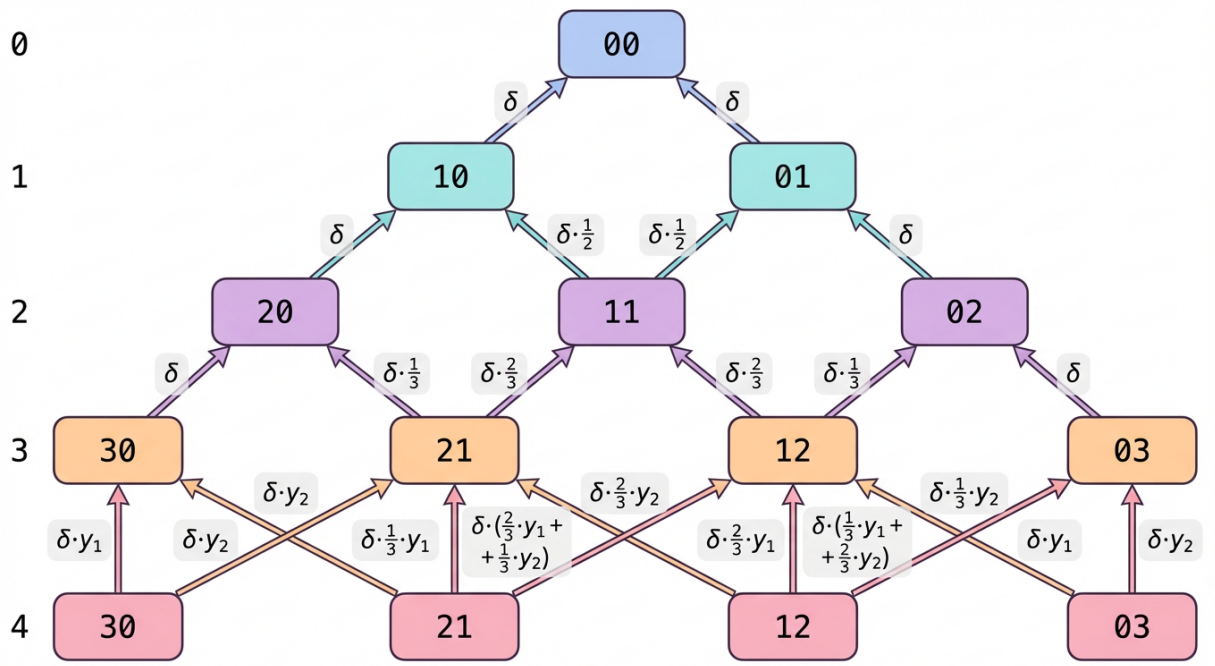 0 00
δ δ
1 10 01
δ δ·1/2 δ·1/2 δ
2 20 11 02
δ δ·1/3 δ·2/3 δ·2/3 δ·1/3 δ
3 30 21 12 03
δ·y₂ δ·2/3·y₂ δ·1/3·y₂
δ·y₁ δ·y₂ δ·1/3·y₁ δ·(2/3·y₁+ δ·2/3·y₁ δ·(1/3·y₁+ δ·y₁ δ·y₂
+1/3·y₂) +2/3·y₂)
4 30 21 12 03